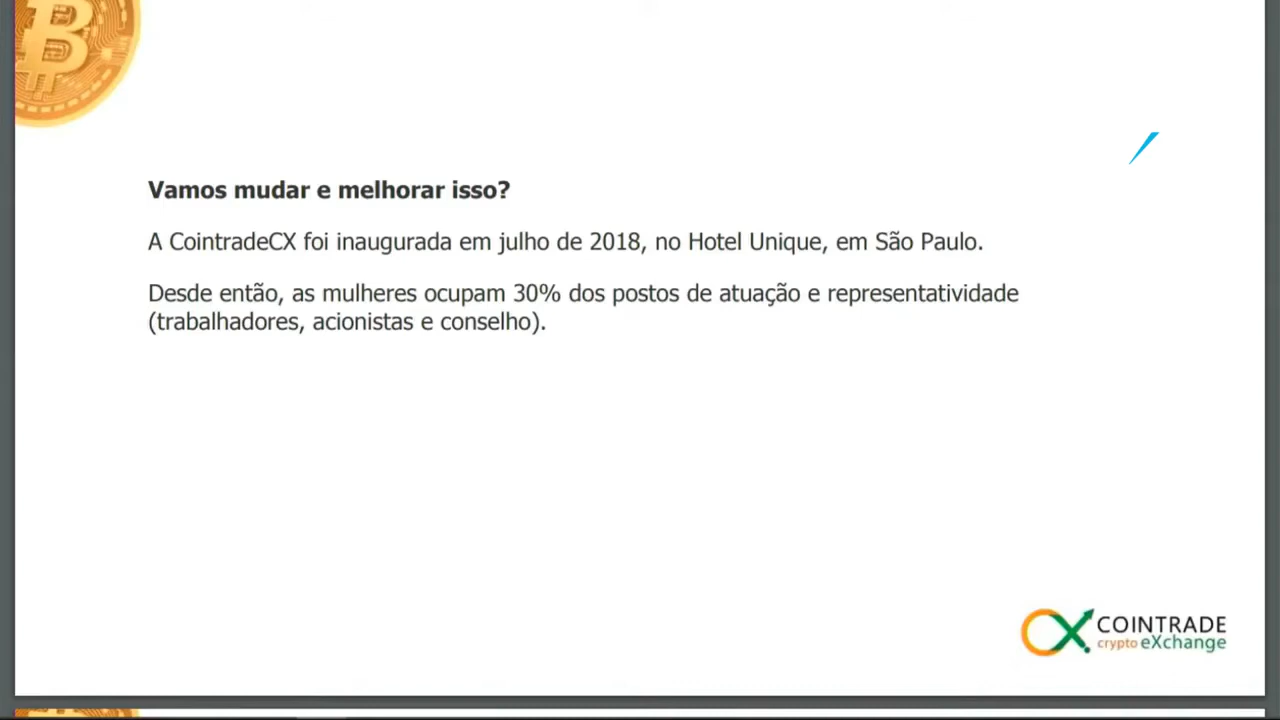 Vamos mudar e melhorar isso?
A CointradeCX foi inaugurada em julho de 2018, no Hotel Unique, em São Paulo.
Desde então, as mulheres ocupam 30% dos postos de atuação e representatividade
(trabalhadores, acionistas e conselho).
CX COINTRADE
crypto eXchange